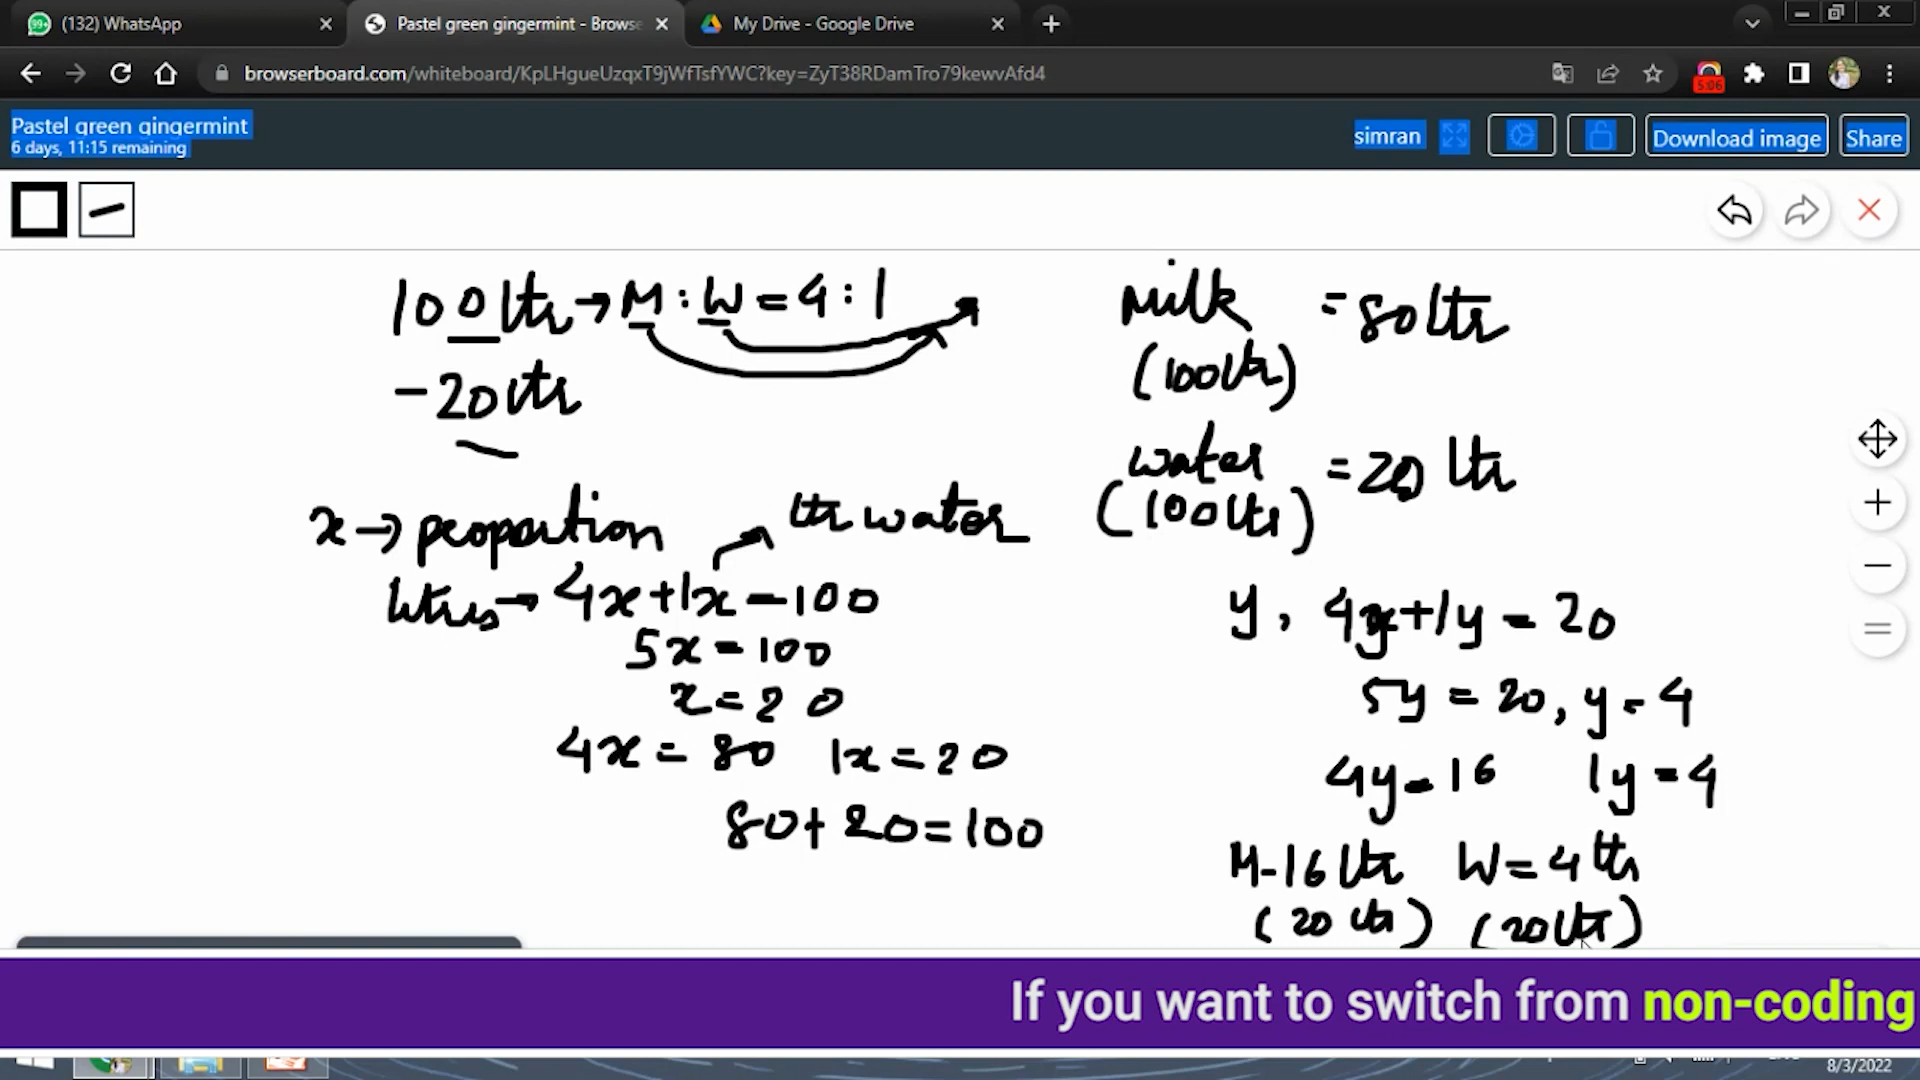 (132) WhatsApp
Pastel green gingermint - Browse
My Drive - Google Drive
browserboard.com/whiteboard/KpLHgueUzqxT9jWfTsfYWC?key=ZyT38RDamTro79kewvAfd4
5:06
Pastel green gingermint
6 days, 11:15 remaining
simran
Download image
Share
100 ltr → M : W = 4 : 1
- 20 ltr
x → proportion
ltr water
ltrs → 4x + 1x = 100
5x = 100
x = 20
4x = 80 1x = 20
80 + 20 = 100
Milk = 80 ltr
(100 ltr)
water = 20 ltr
(100 ltr)
y, 4y + 1y = 20
5y = 20, y = 4
4y = 16 1y = 4
M - 16 ltr W = 4 ltr
(20 ltr) (20 ltr)
If you want to switch from non-coding
8/3/2022